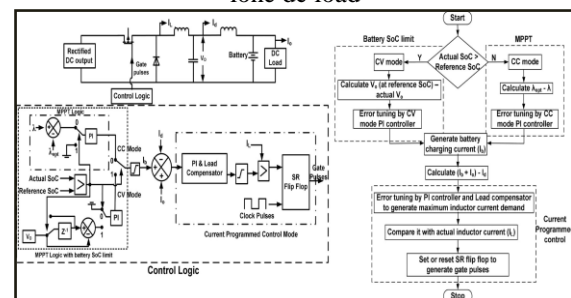 Rectified
DC output
Gate
pulses
Control Logic
Battery
DC
Load
MPPT Logic
PI
CC Mode
Actual SoC
Reference SoC
CV Mode
PI
Z⁻¹
MPPT Logic with battery SoC limit
PI & Lead
Compensator
SR
Flip Flop
Gate
Pulses
Clock Pulses
Current Programmed Control Mode
Control Logic
Start
Battery SoC limit
MPPT
Actual SoC >
Reference SoC
Y
N
CV mode
CC mode
Calculate V₀ (at reference SoC) –
actual V₀
Calculate λopt - λ
Error tuning by CV
mode PI controller
Error tuning by CC
mode PI controller
Generate battery
charging current (Ib)
Calculate (Ib + Io) - Id
Error tuning by PI controller and Lead compensator
to generate maximum inductor current demand
Compare it with actual inductor current (IL)
Set or reset SR flip flop to
generate gate pulses
Current
Programmed
control
Stop